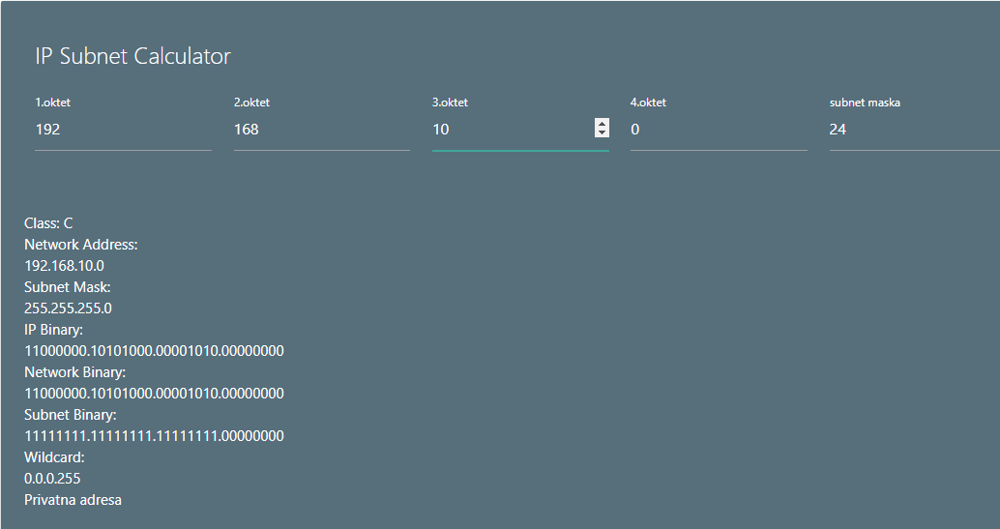 IP Subnet Calculator
1.oktet 2.oktet 3.oktet 4.oktet subnet maska
192 168 10 0 24
Class: C
Network Address:
192.168.10.0
Subnet Mask:
255.255.255.0
IP Binary:
11000000.10101000.00001010.00000000
Network Binary:
11000000.10101000.00001010.00000000
Subnet Binary:
11111111.11111111.11111111.00000000
Wildcard:
0.0.0.255
Privatna adresa